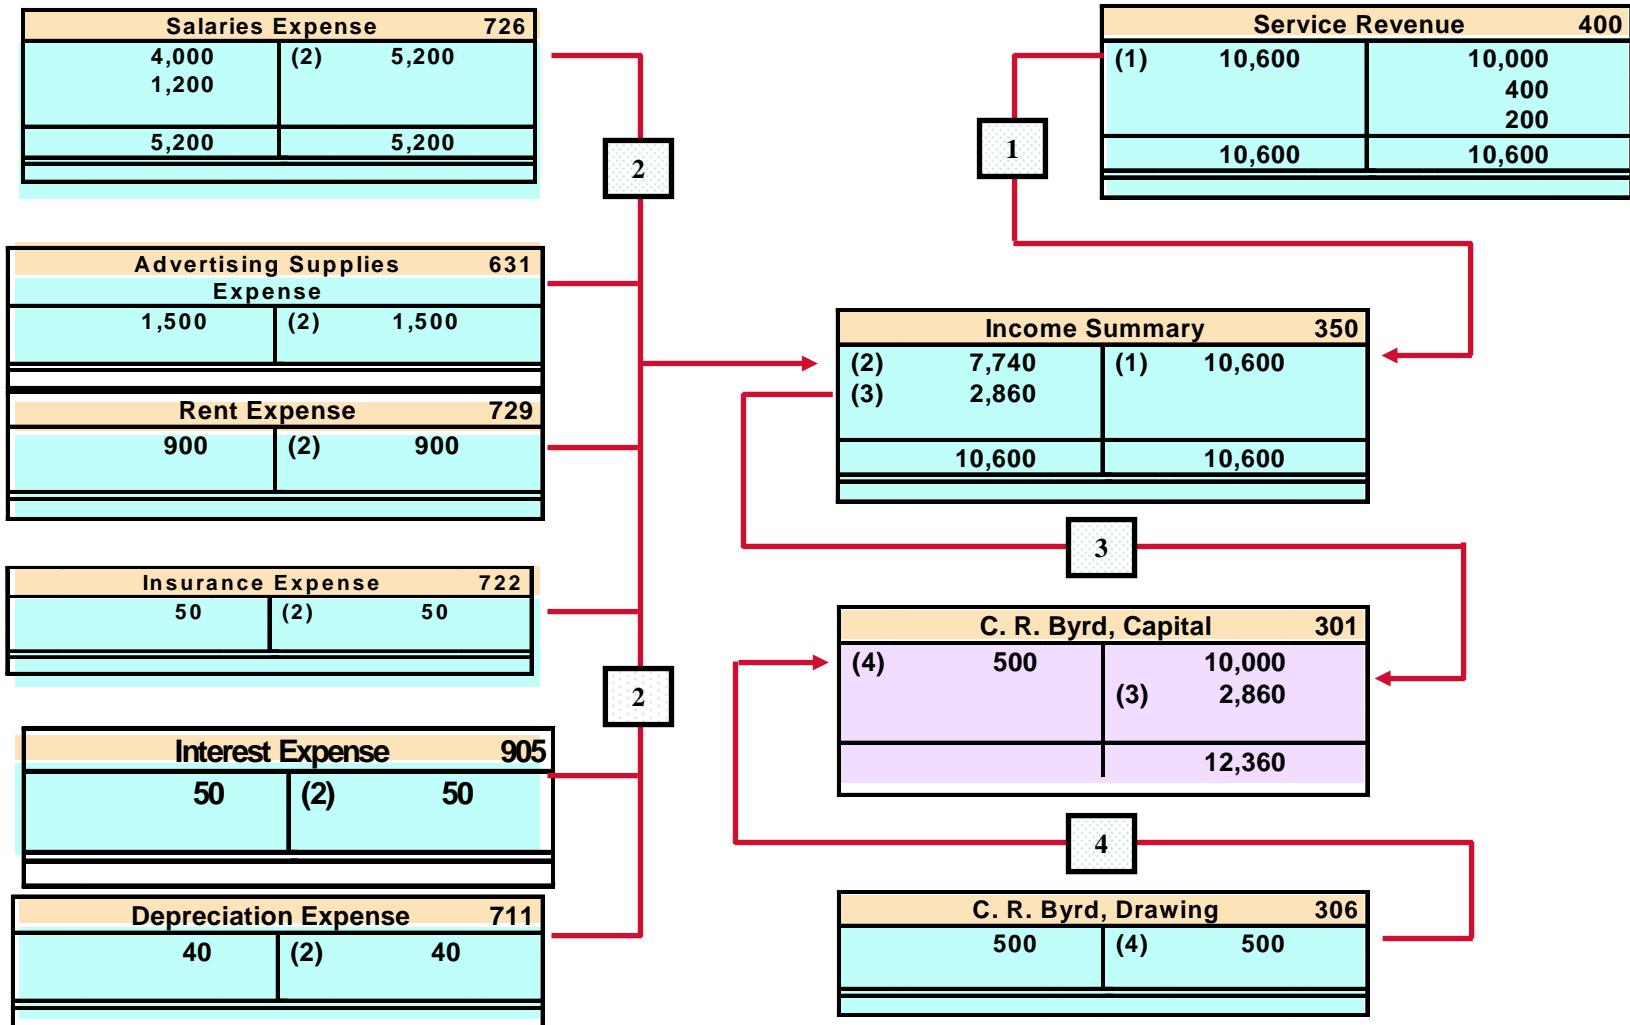 Salaries Expense 726
4,000 (2) 5,200
1,200
5,200 5,200
2
Advertising Supplies 631
Expense
1,500 (2) 1,500
Rent Expense 729
900 (2) 900
Insurance Expense 722
50 (2) 50
2
Interest Expense 905
50 (2) 50
Depreciation Expense 711
40 (2) 40
Service Revenue 400
(1) 10,600 10,000
400
200
10,600 10,600
1
Income Summary 350
(2) 7,740 (1) 10,600
(3) 2,860
10,600 10,600
3
C. R. Byrd, Capital 301
(4) 500 10,000
(3) 2,860
12,360
4
C. R. Byrd, Drawing 306
500 (4) 500